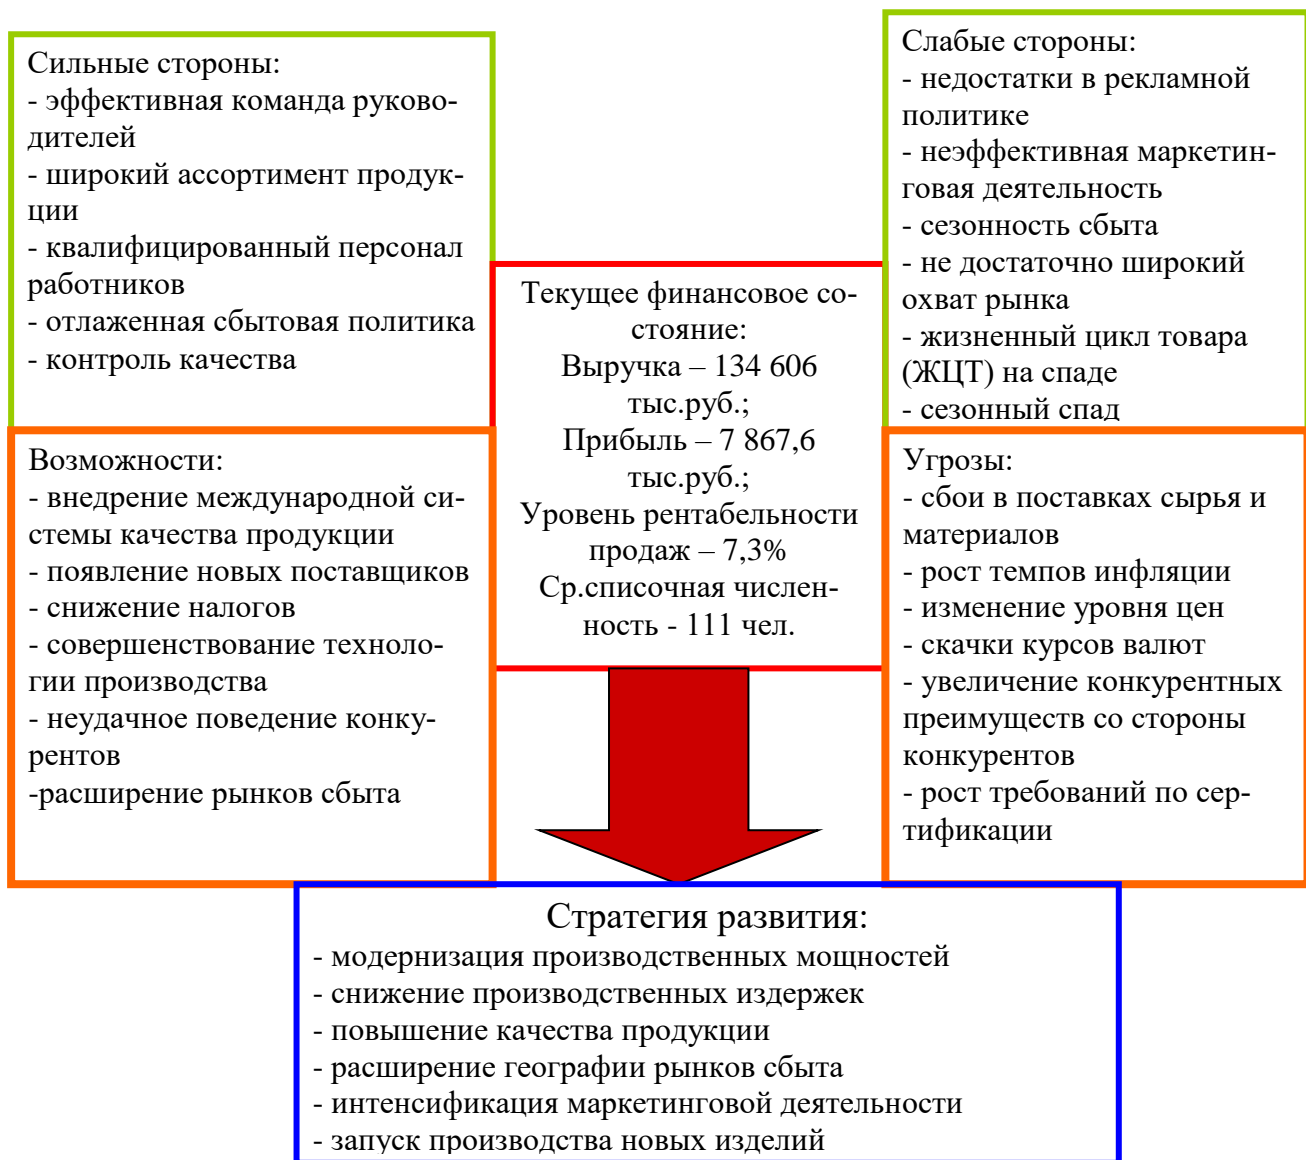 Сильные стороны:
- эффективная команда руково-
дителей
- широкий ассортимент продук-
ции
- квалифицированный персонал
работников
- отлаженная сбытовая политика
- контроль качества
Слабые стороны:
- недостатки в рекламной
политике
- неэффективная маркетин-
говая деятельность
- сезонность сбыта
- не достаточно широкий
охват рынка
- жизненный цикл товара
(ЖЦТ) на спаде
- сезонный спад
Текущее финансовое со-
стояние:
Выручка – 134 606
тыс.руб.;
Прибыль – 7 867,6
тыс.руб.;
Уровень рентабельности
продаж – 7,3%
Ср.списочная числен-
ность - 111 чел.
Возможности:
- внедрение международной си-
стемы качества продукции
- появление новых поставщиков
- снижение налогов
- совершенствование техноло-
гии производства
- неудачное поведение конку-
рентов
-расширение рынков сбыта
Угрозы:
- сбои в поставках сырья и
материалов
- рост темпов инфляции
- изменение уровня цен
- скачки курсов валют
- увеличение конкурентных
преимуществ со стороны
конкурентов
- рост требований по сер-
тификации
Стратегия развития:
- модернизация производственных мощностей
- снижение производственных издержек
- повышение качества продукции
- расширение географии рынков сбыта
- интенсификация маркетинговой деятельности
- запуск производства новых изделий